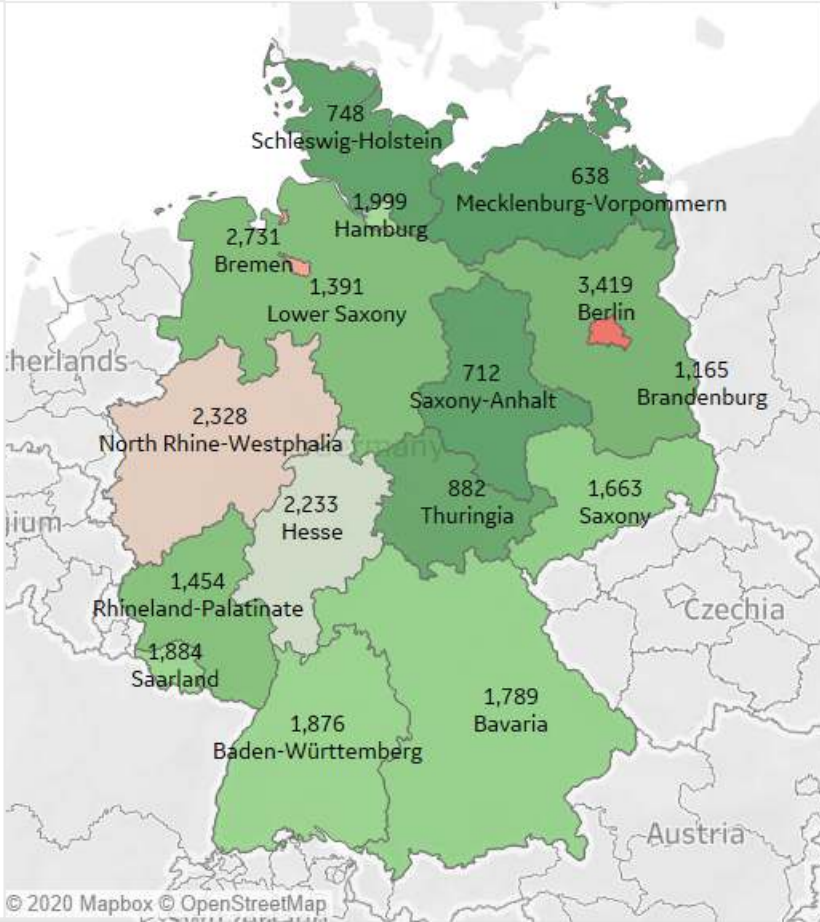 748
Schleswig-Holstein
638
Mecklenburg-Vorpommern
1,999
Hamburg
2,731
Bremen
1,391
Lower Saxony
3,419
Berlin
herlands
712
Saxony-Anhalt
1,165
Brandenburg
2,328
North Rhine-Westphalia
Germany
882
Thuringia
1,663
Saxony
2,233
Hesse
gium
1,454
Rhineland-Palatinate
Czechia
1,884
Saarland
1,789
Bavaria
1,876
Baden-Württemberg
Austria
© 2020 Mapbox © OpenStreetMap